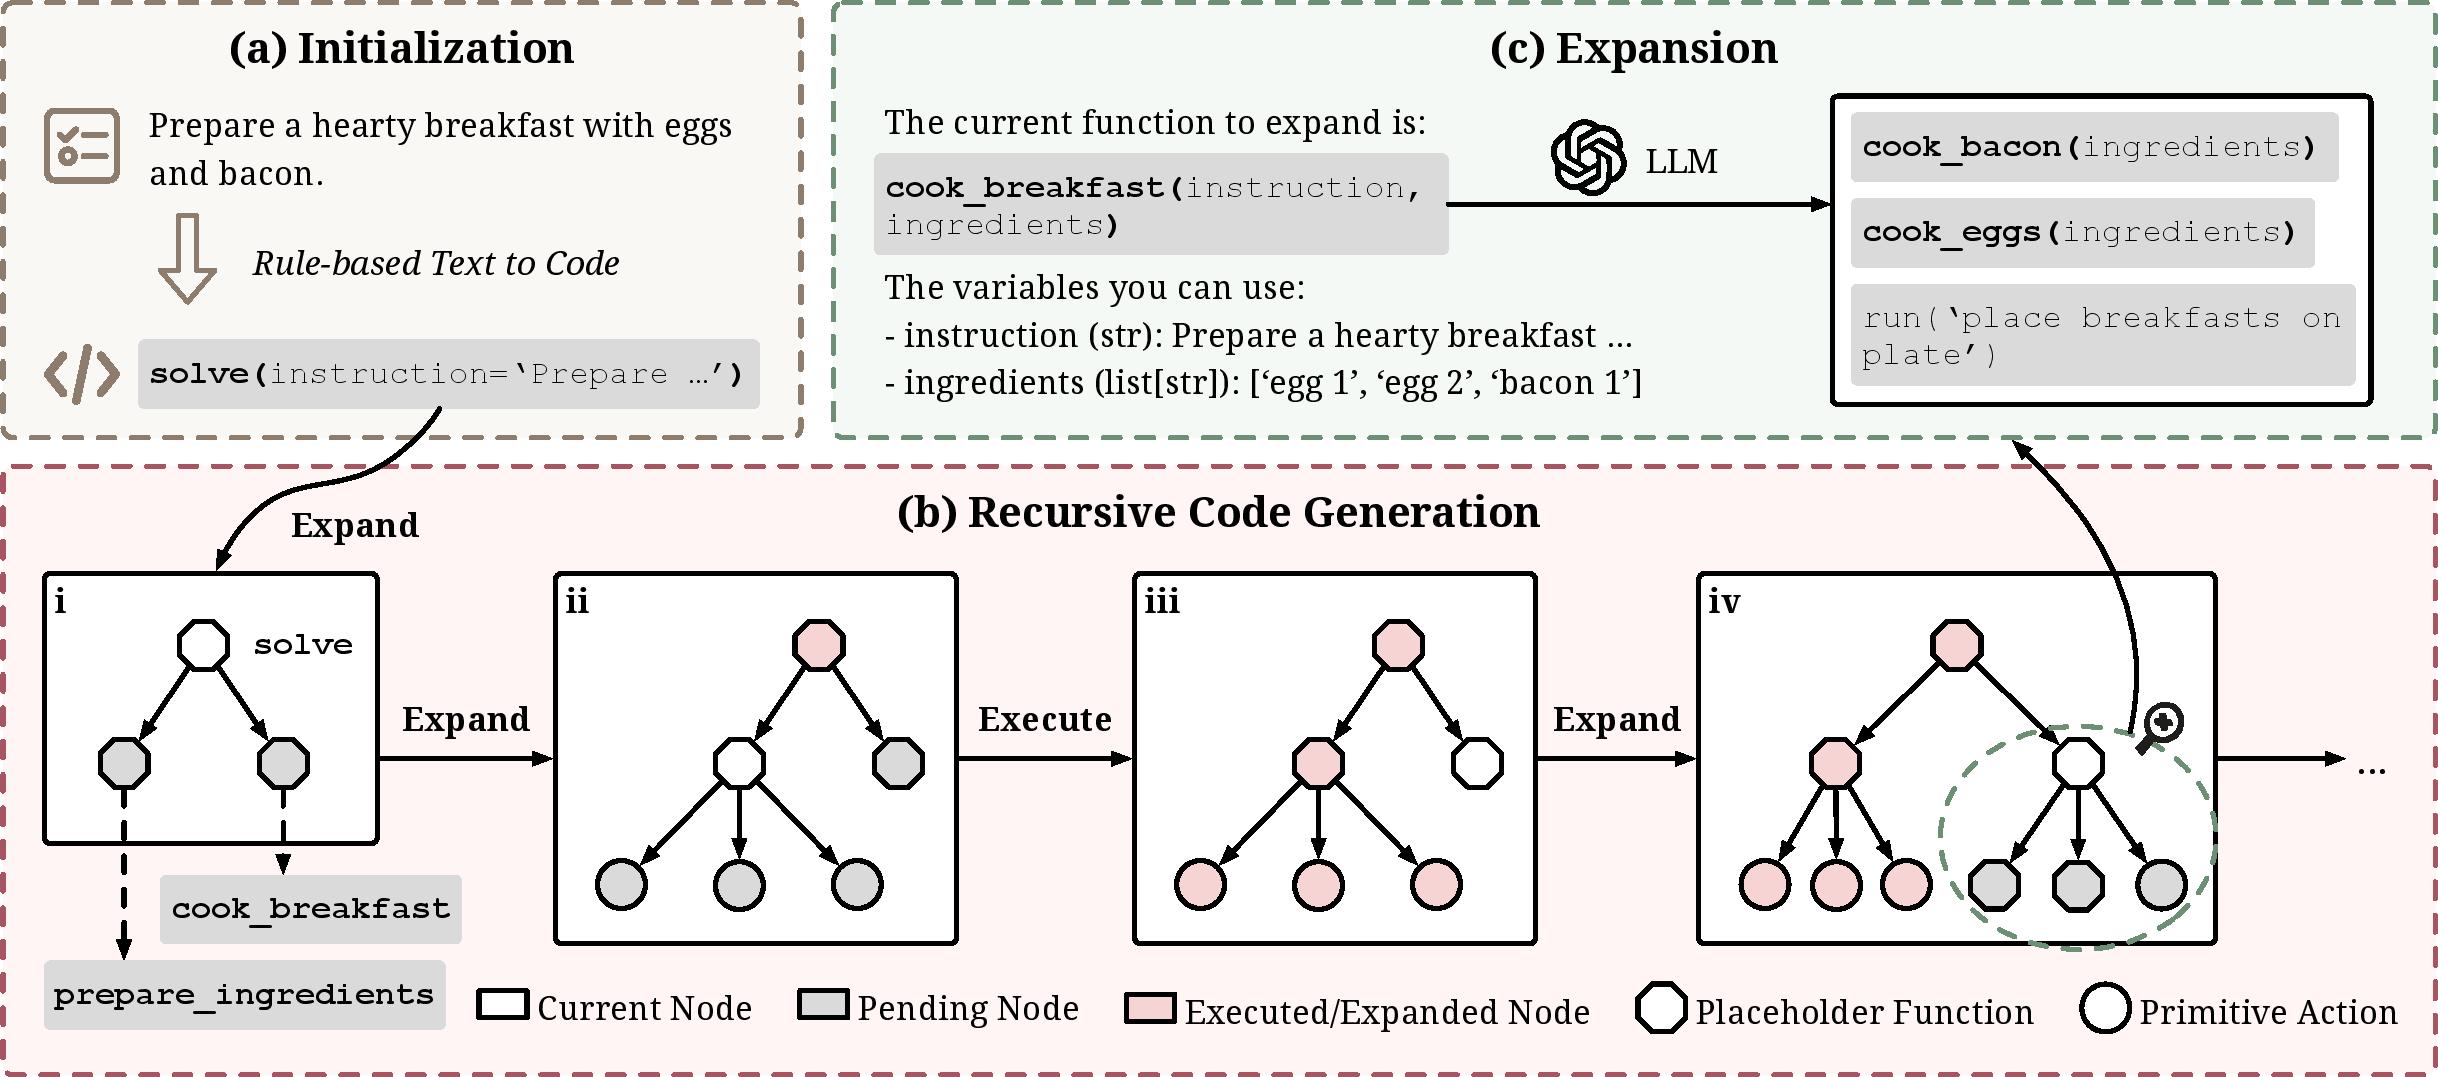 (a) Initialization
Prepare a hearty breakfast with eggs
and bacon.
Rule-based Text to Code
solve(instruction=‘Prepare …’)
(c) Expansion
The current function to expand is:
cook_breakfast(instruction,
ingredients)
The variables you can use:
- instruction (str): Prepare a hearty breakfast …
- ingredients (list[str]): [‘egg 1’, ‘egg 2’, ‘bacon 1’]
LLM
cook_bacon(ingredients)
cook_eggs(ingredients)
run(‘place breakfasts on
plate’)
(b) Recursive Code Generation
Expand
i
solve
Expand
ii
Execute
iii
Expand
iv
…
cook_breakfast
prepare_ingredients
Current Node
Pending Node
Executed/Expanded Node
Placeholder Function
Primitive Action